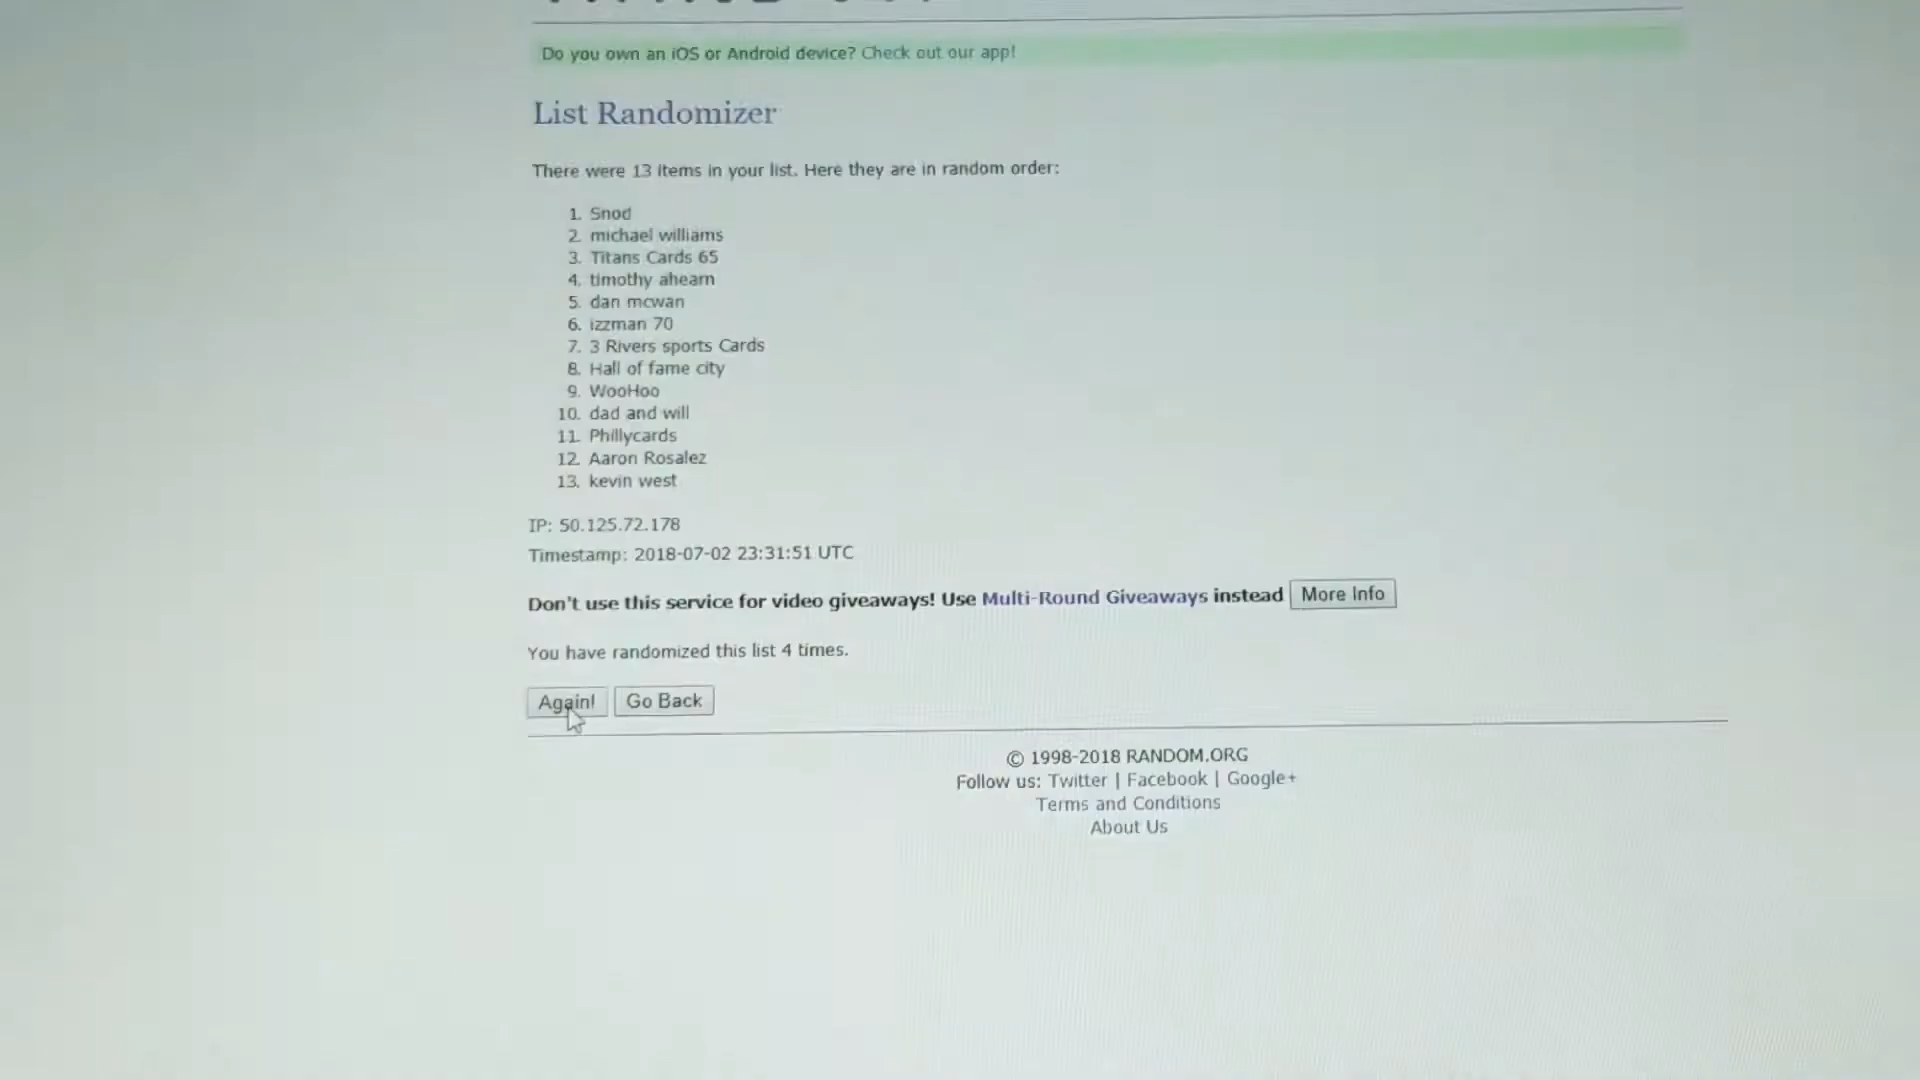 Do you own an iOS or Android device? Check out our app!
List Randomizer
There were 13 items in your list. Here they are in random order:
1. Snod
2. michael williams
3. Titans Cards 65
4. timothy ahearn
5. dan mcwan
6. izzman 70
7. 3 Rivers sports Cards
8. Hall of fame city
9. WooHoo
10. dad and will
11. Phillycards
12. Aaron Rosalez
13. kevin west
IP: 50.125.72.178
Timestamp: 2018-07-02 23:31:51 UTC
Don't use this service for video giveaways! Use Multi-Round Giveaways instead More Info
You have randomized this list 4 times.
Again! Go Back
© 1998-2018 RANDOM.ORG
Follow us: Twitter | Facebook | Google+
Terms and Conditions
About Us